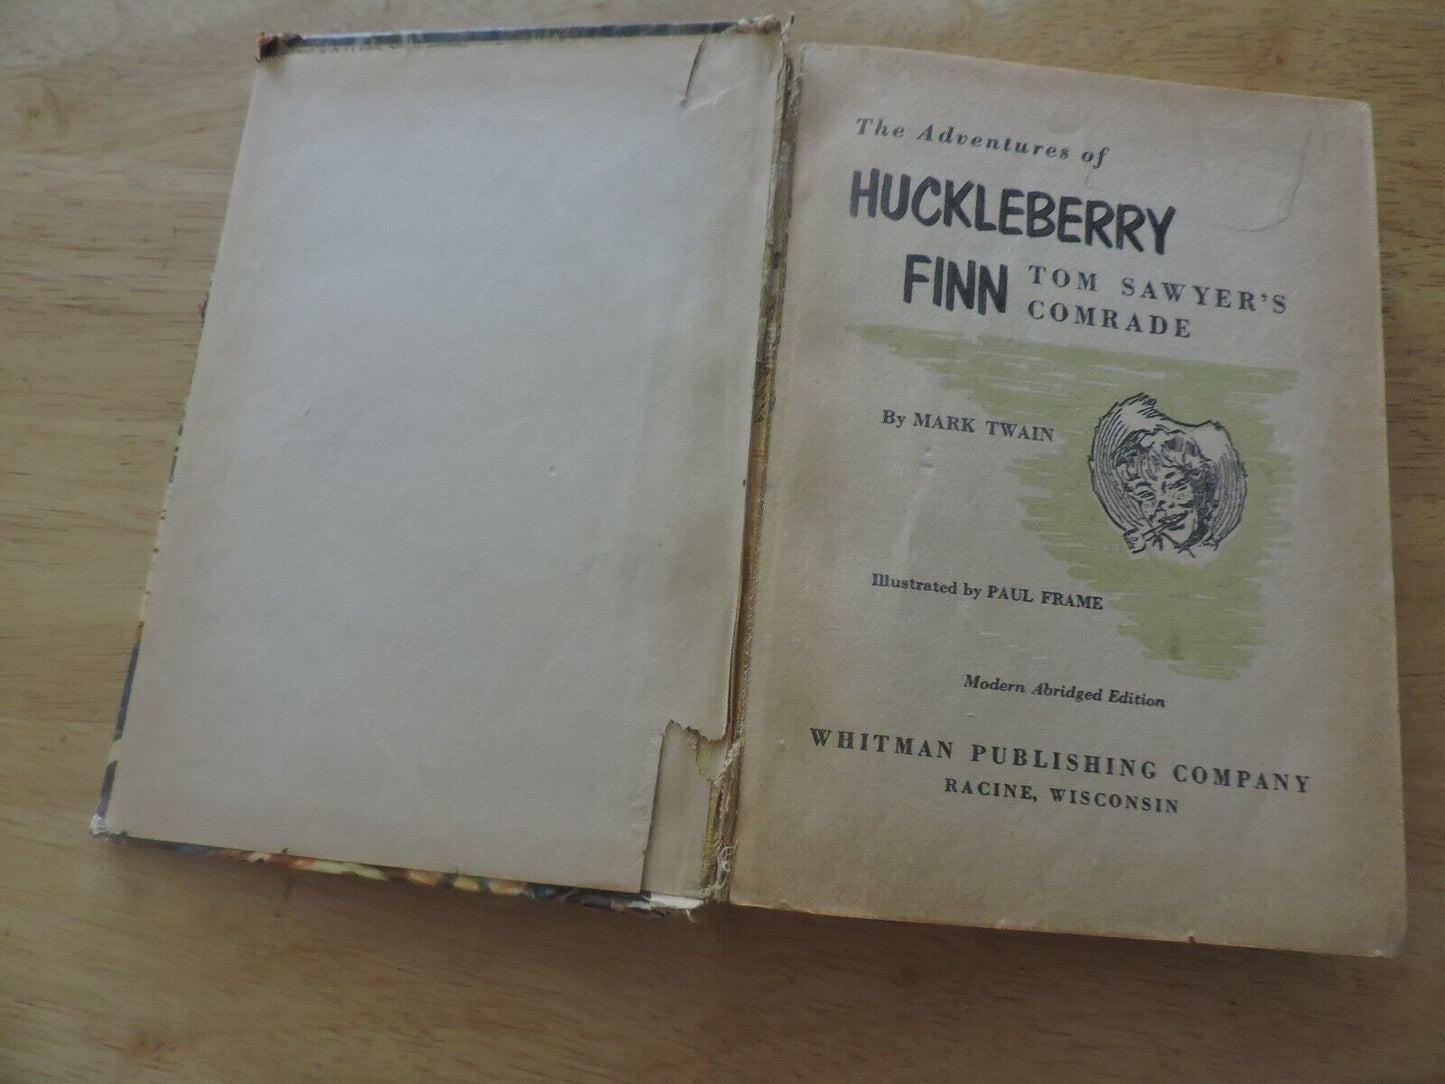 The Adventures of
HUCKLEBERRY
FINN TOM SAWYER'S
COMRADE
By MARK TWAIN
Illustrated by PAUL FRAME
Modern Abridged Edition
WHITMAN PUBLISHING COMPANY
RACINE, WISCONSIN